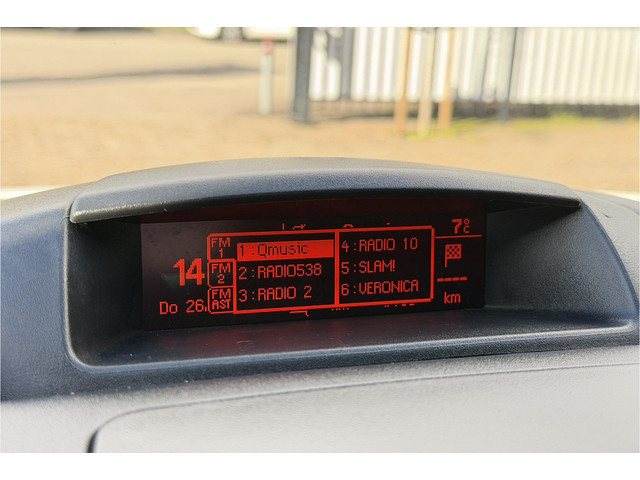 7°C
FM 1
FM 2
FM AST
1 : Qmusic
2 : RADIO538
3 : RADIO 2
4 : RADIO 10
5 : SLAM!
6 : VERONICA
14
Do 26
---- km